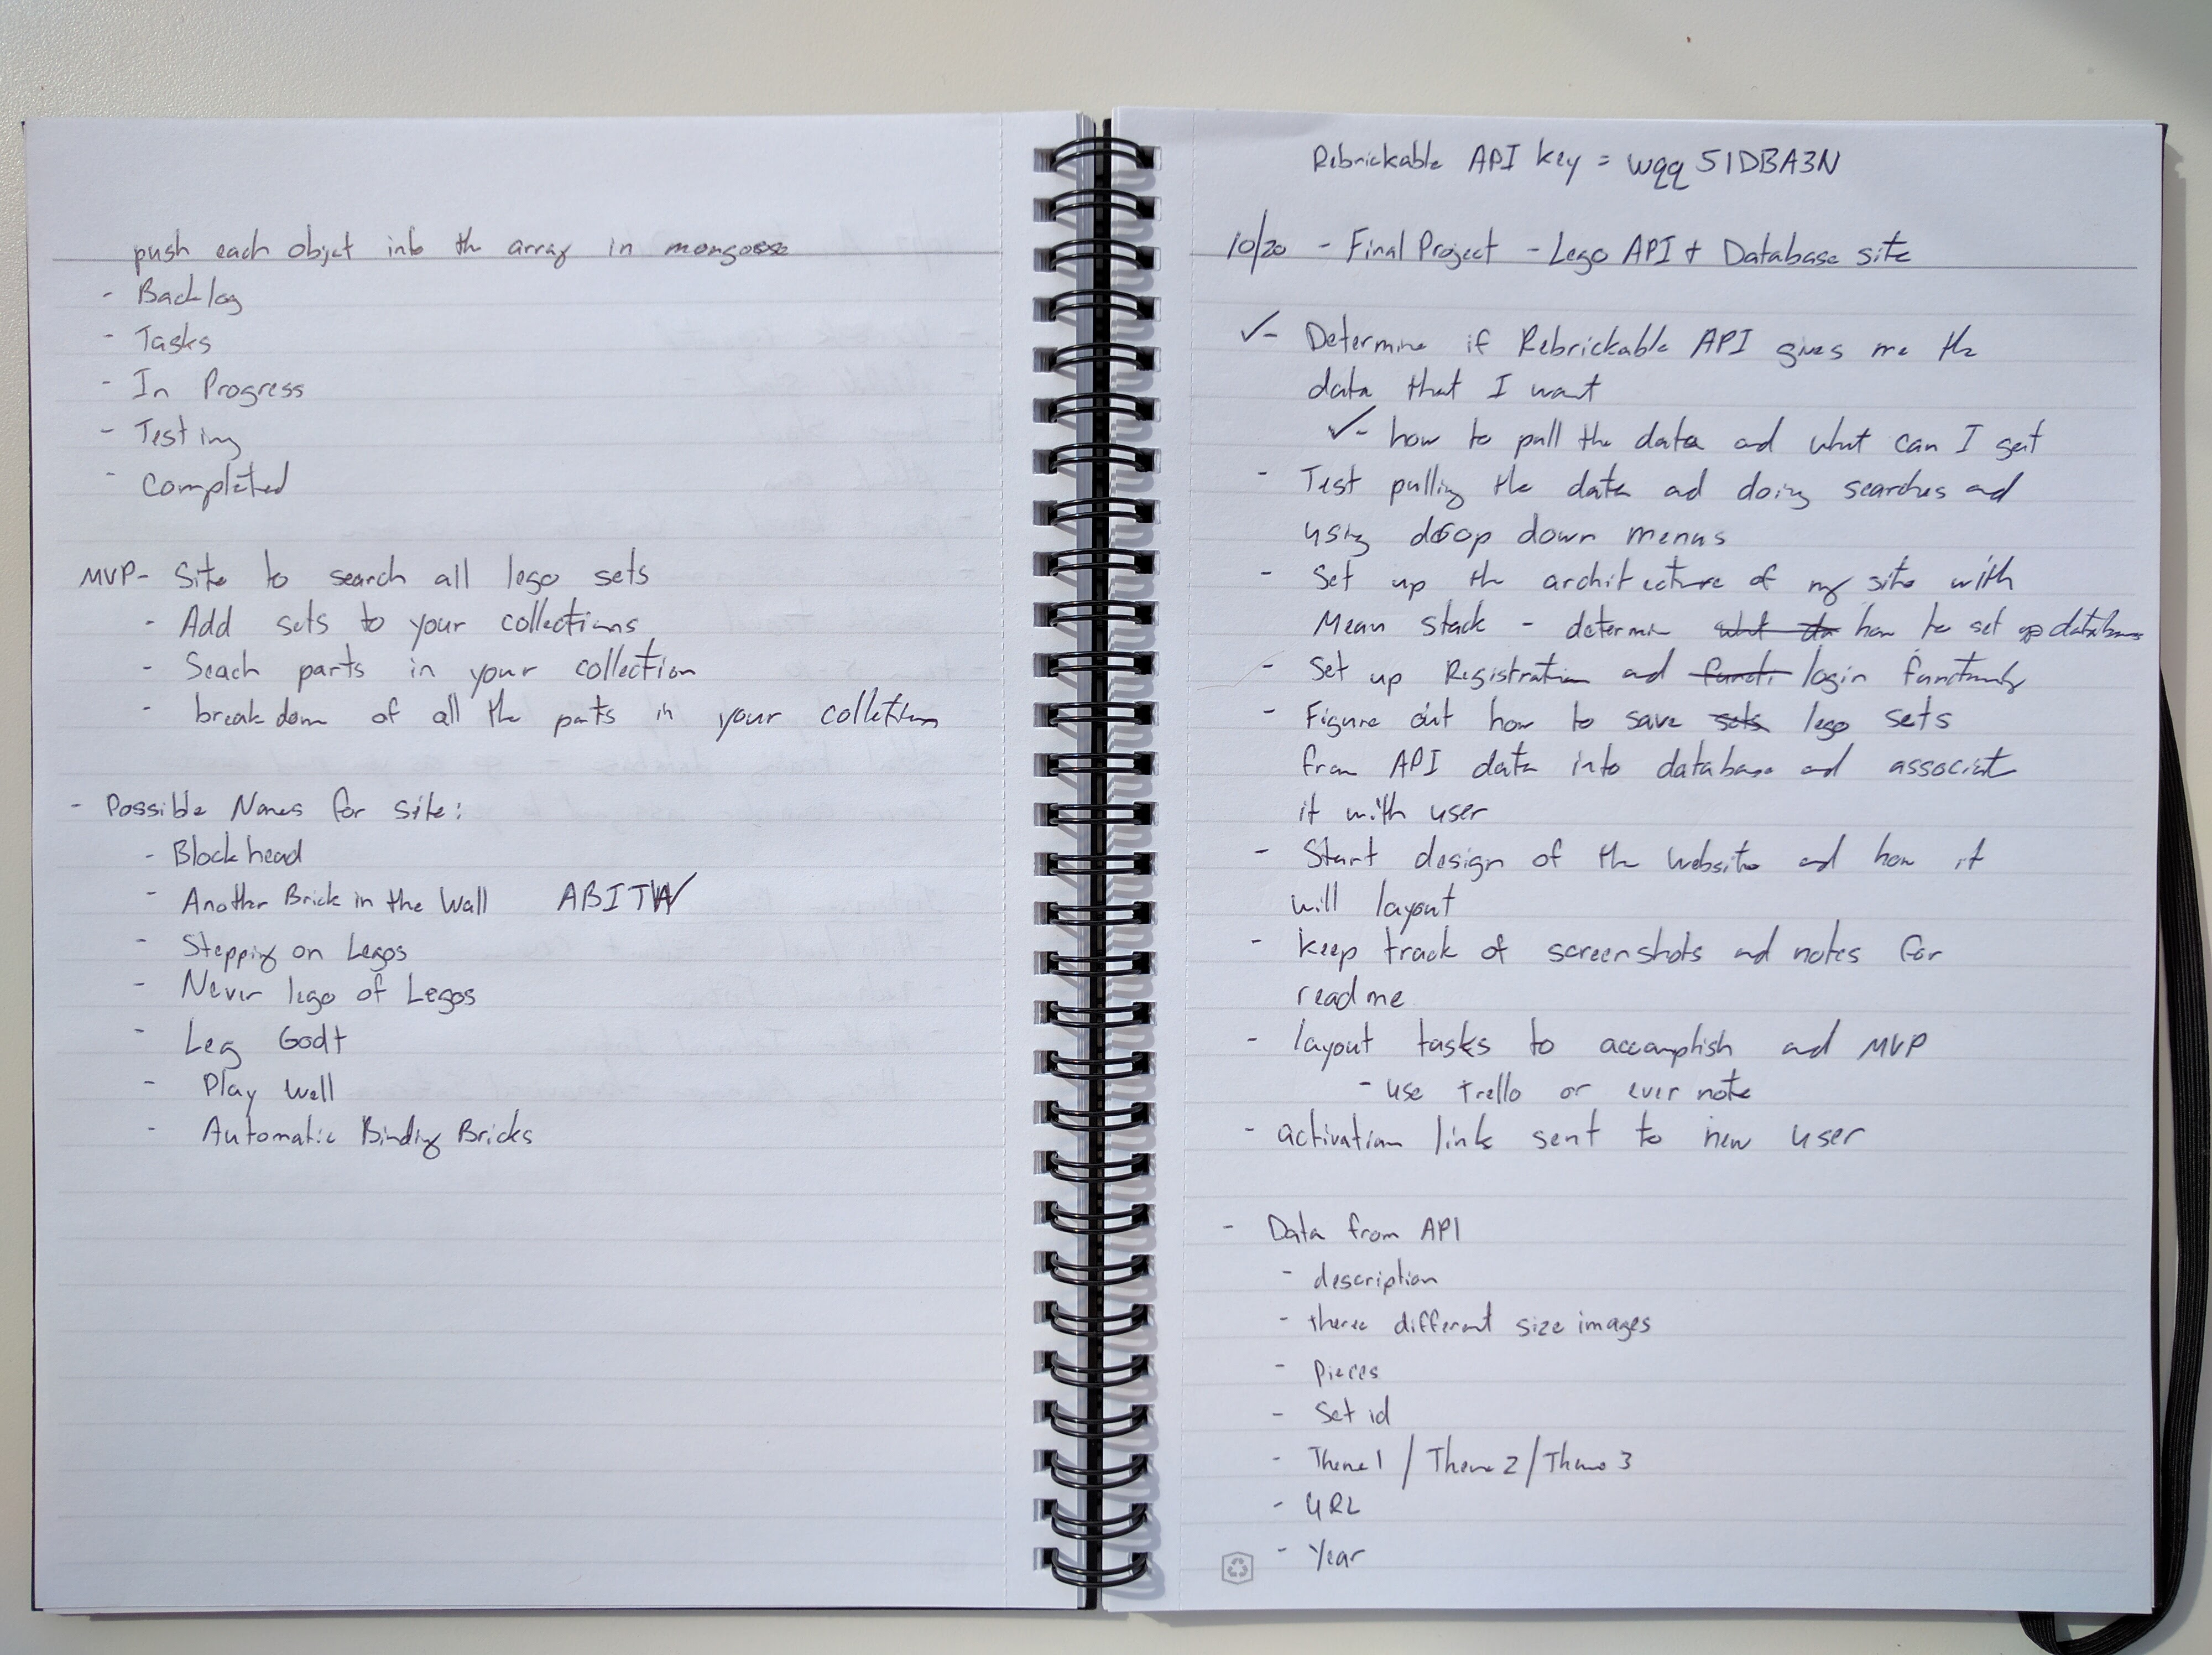 push each objct into the array in mongoose
- Backlog
- Tasks
- In Progress
- Testing
- Completed
MVP- Site to search all lego sets
- Add sets to your collections
- Seach parts in your collection
- break down of all the parts in your colletion
- Possible Names for site:
- Blockhead
- Another Brick in the Wall ABITW
- Stepping on Legos
- Never lego of Legos
- Leg Godt
- Play Well
- Automatic Binding Bricks
Rebrickable API key = wqq51DBA3N
10/20 - Final Project - Lego API + Database site
✓- Determine if Rebrickable API gives me the
data that I want
✓- how to pull the data and what can I get
- Test pulling the data and doing searches and
using drop down menus
- Set up the architecture of my site with
Mean stack - determin what da how to set up database
- Set up Registration and functi login functionality
- Figure out how to save sets lego sets
from API data into database and associate
it with user
- Start design of the website and how it
will layout
- keep track of screenshots and notes for
readme
- layout tasks to accomplish and MVP
- use trello or ever note
- activation link sent to new user
- Data from API
- description
- theree different size images
- pieces
- Set id
- Theme1 / Theme 2 / Theme 3
- URL
- Year